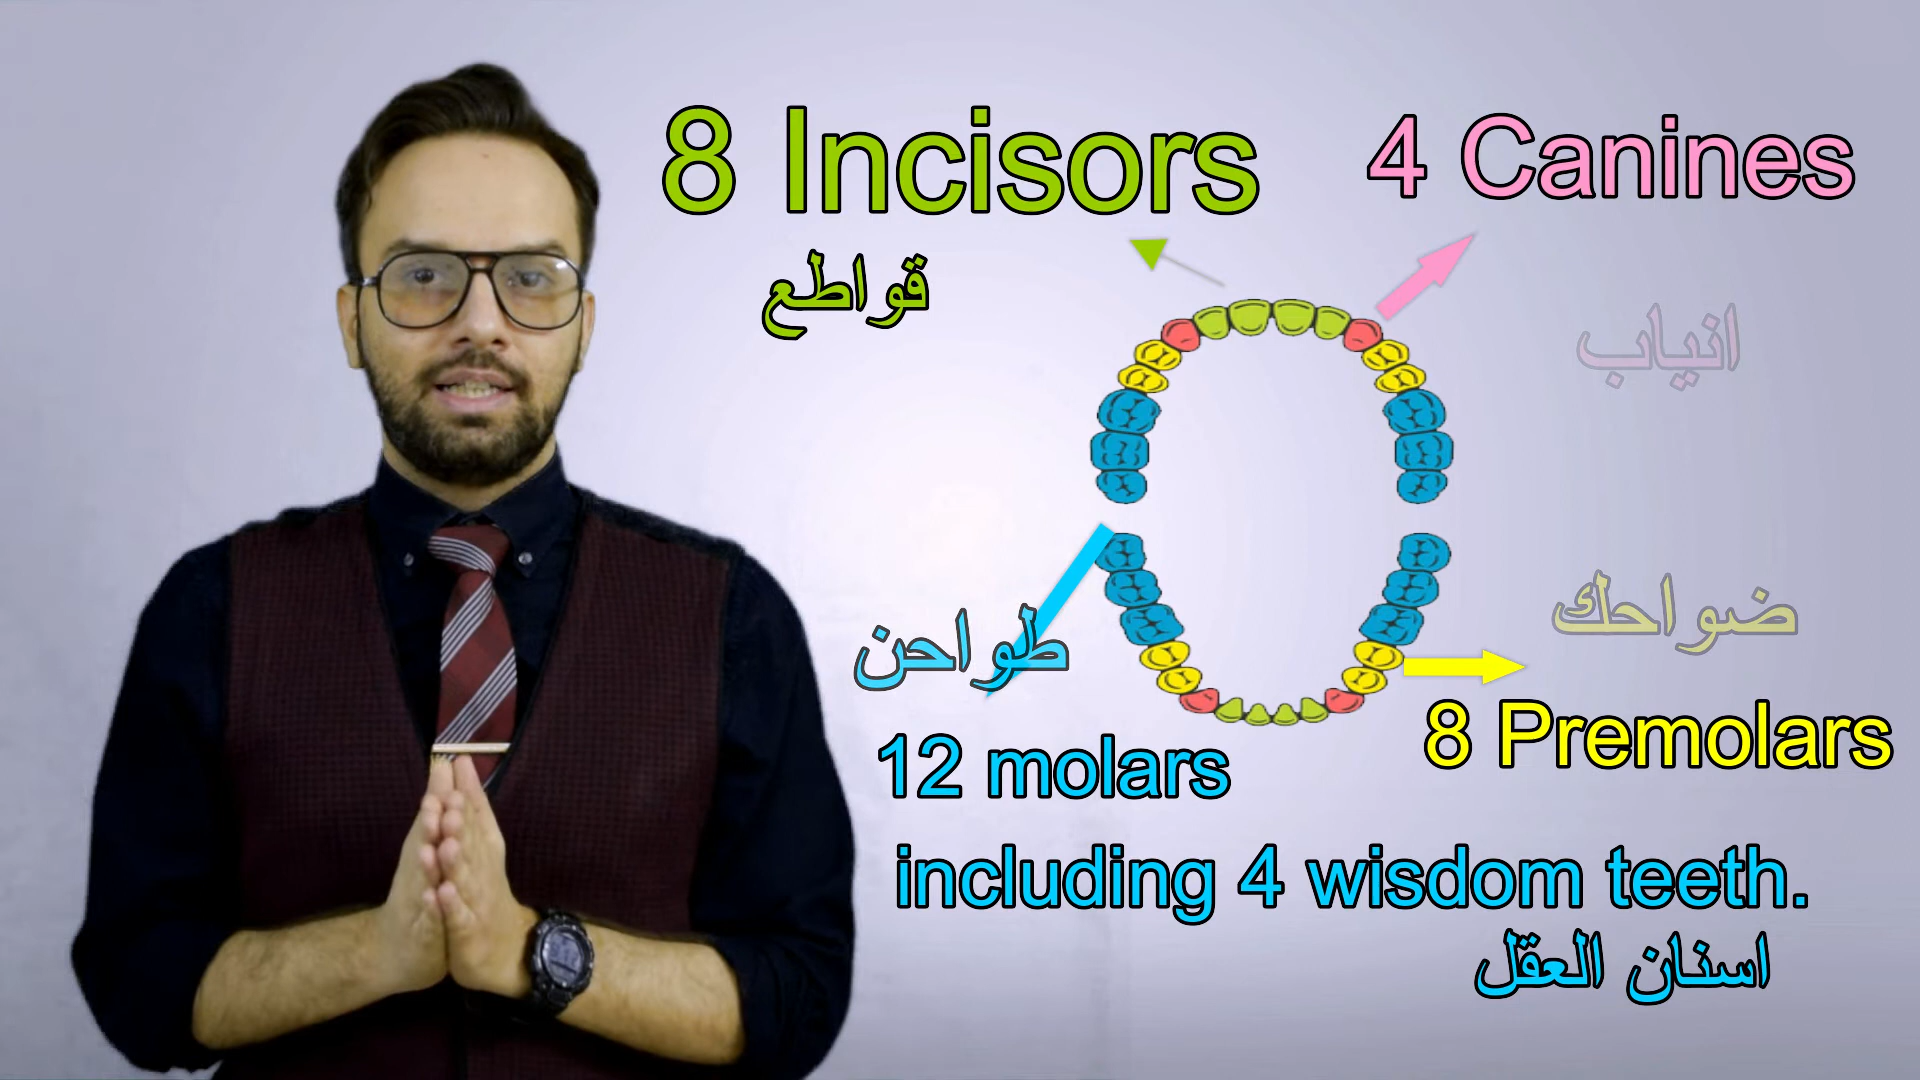 8 Incisors
قواطع
4 Canines
انياب
طواحن
12 molars
including 4 wisdom teeth.
اسنان العقل
ضواحك
8 Premolars